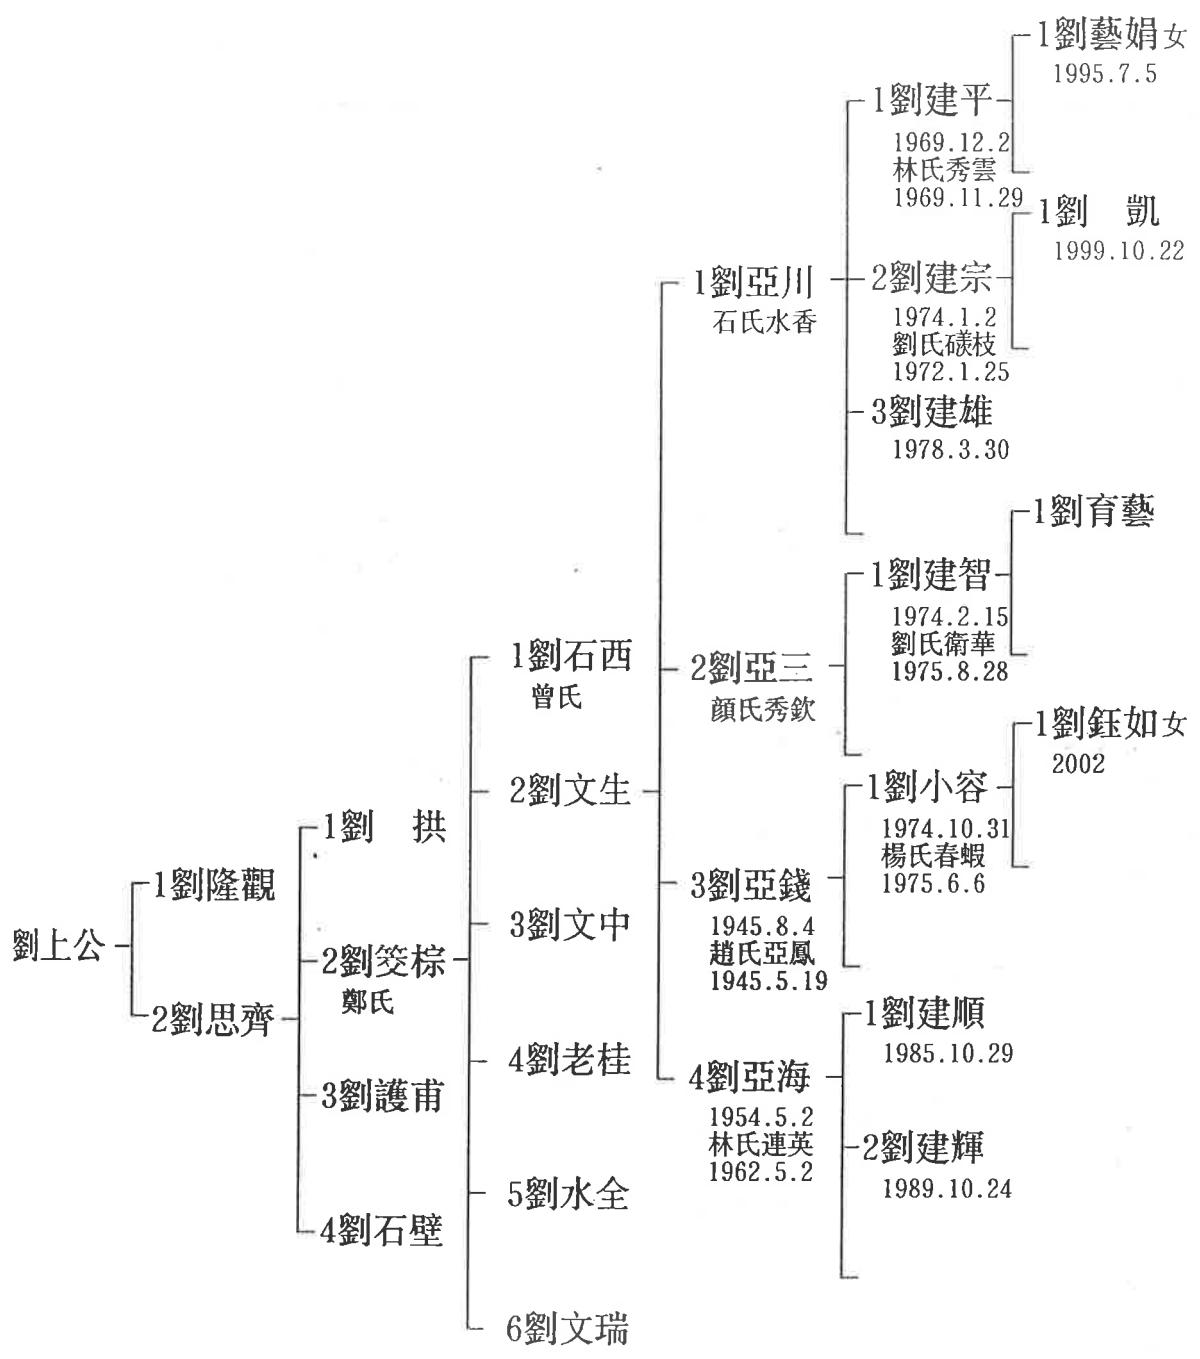 劉上公
1劉隆觀
2劉思齊
1劉　拱
2劉筊棕
鄭氏
3劉護甫
4劉石壁
1劉石西
曾氏
2劉文生
3劉文中
4劉老桂
5劉水全
6劉文瑞
1劉亞川
石氏水香
2劉亞三
顏氏秀欽
3劉亞錢
1945.8.4
趙氏亞鳳
1945.5.19
4劉亞海
1954.5.2
林氏連英
1962.5.2
1劉建平
1969.12.2
林氏秀雲
1969.11.29
2劉建宗
1974.1.2
劉氏磺枝
1972.1.25
3劉建雄
1978.3.30
1劉建智
1974.2.15
劉氏衛華
1975.8.28
1劉小容
1974.10.31
楊氏春蝦
1975.6.6
1劉建順
1985.10.29
2劉建輝
1989.10.24
1劉藝娟女
1995.7.5
1劉　凱
1999.10.22
1劉育藝
1劉鈺如女
2002